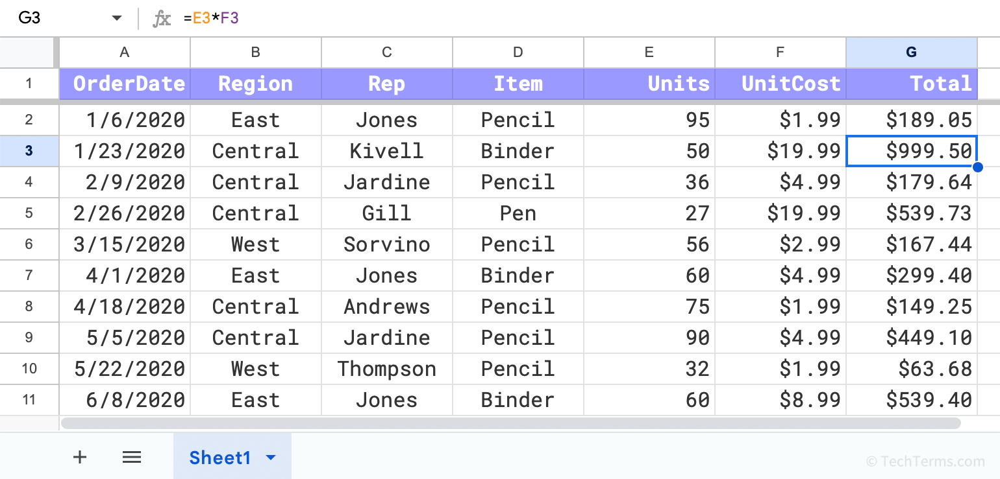 G3 fx =E3*F3
A B C D E F G
1 OrderDate Region Rep Item Units UnitCost Total
2 1/6/2020 East Jones Pencil 95 $1.99 $189.05
3 1/23/2020 Central Kivell Binder 50 $19.99 $999.50
4 2/9/2020 Central Jardine Pencil 36 $4.99 $179.64
5 2/26/2020 Central Gill Pen 27 $19.99 $539.73
6 3/15/2020 West Sorvino Pencil 56 $2.99 $167.44
7 4/1/2020 East Jones Binder 60 $4.99 $299.40
8 4/18/2020 Central Andrews Pencil 75 $1.99 $149.25
9 5/5/2020 Central Jardine Pencil 90 $4.99 $449.10
10 5/22/2020 West Thompson Pencil 32 $1.99 $63.68
11 6/8/2020 East Jones Binder 60 $8.99 $539.40
+ Sheet1
© TechTerms.com